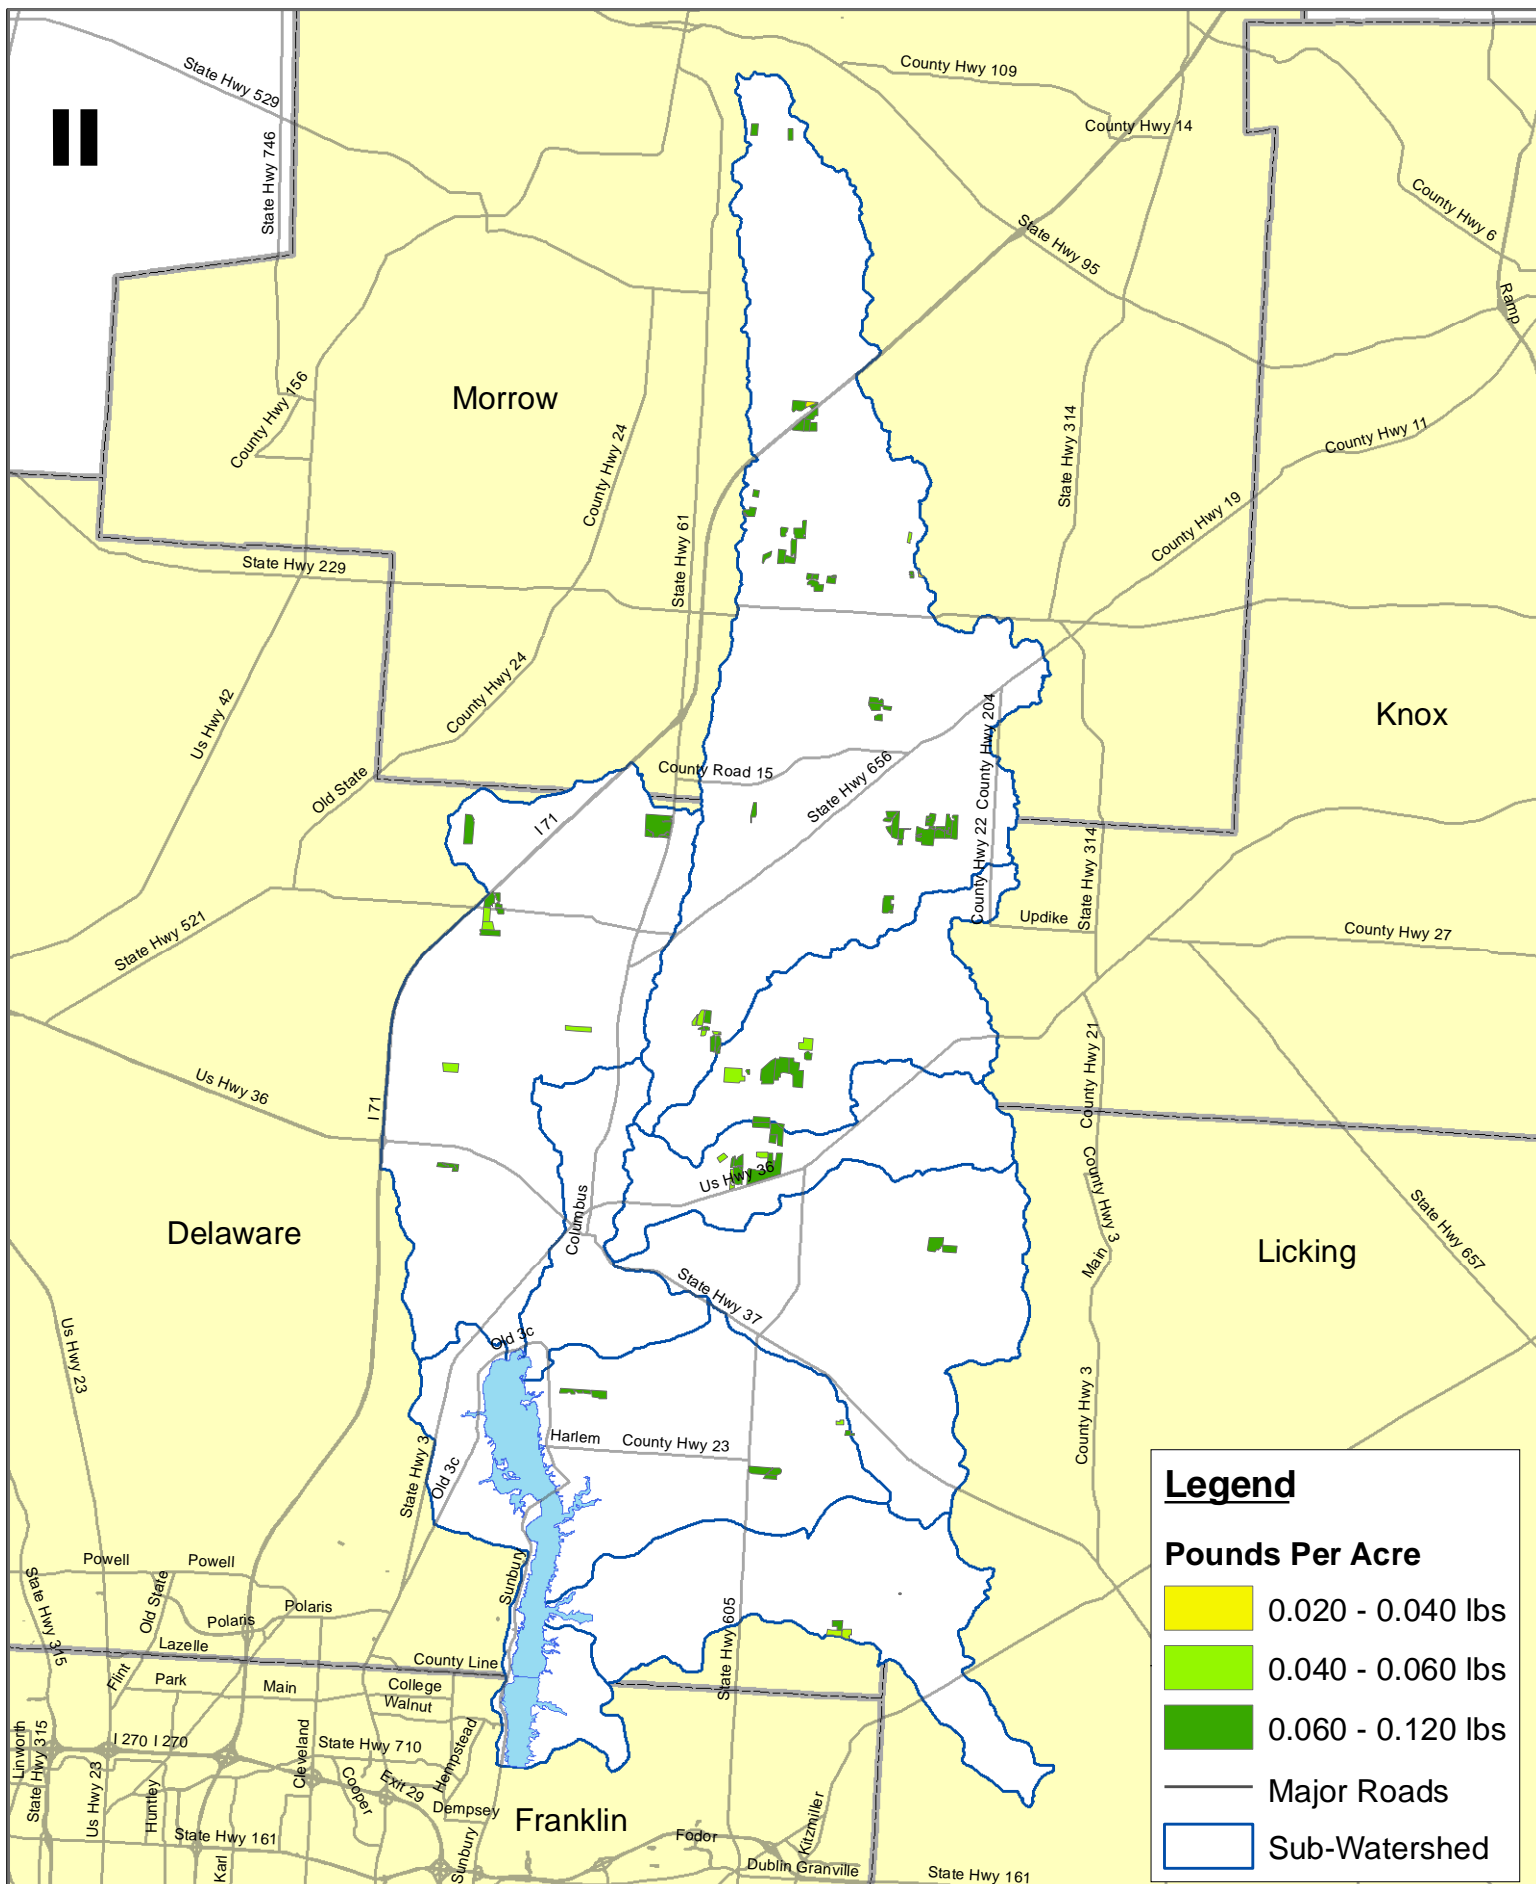 II
State Hwy 529
State Hwy 746
County Hwy 109
County Hwy 14
County Hwy 6
State Hwy 95
Ramp
Morrow
County Hwy 156
County Hwy 24
State Hwy 314
County Hwy 11
County Hwy 19
State Hwy 61
State Hwy 229
Us Hwy 42
County Hwy 24
Old State
County Road 15
State Hwy 656
County Hwy 204
Knox
I 71
County Hwy 22
State Hwy 314
Updike
County Hwy 27
State Hwy 521
Us Hwy 36
I 71
County Hwy 21
County Hwy 3
Us Hwy 36
Columbus
Delaware
Main
Licking
State Hwy 657
State Hwy 37
Old 3c
Us Hwy 23
County Hwy 3
Harlem
County Hwy 23
State Hwy 3
Old 3c
Sunbury
Powell
Powell
Old State
State Hwy 315
Polaris
Polaris
Lazelle
County Line
State Hwy 605
Flint
Park
Main
College
Walnut
Linworth
State Hwy 315
I 270
I 270
Us Hwy 23
Huntley
Cleveland
State Hwy 710
Cooper
Exit 29
Hempstead
Dempsey
State Hwy 161
Karl
Sunbury
Franklin
Fodor
Kitzmiller
Dublin Granville
State Hwy 161
Legend
Pounds Per Acre
0.020 - 0.040 lbs
0.040 - 0.060 lbs
0.060 - 0.120 lbs
Major Roads
Sub-Watershed